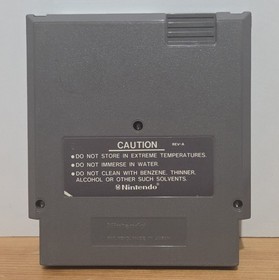 CAUTION REV-A
• DO NOT STORE IN EXTREME TEMPERATURES.
• DO NOT IMMERSE IN WATER.
• DO NOT CLEAN WITH BENZENE, THINNER,
ALCOHOL OR OTHER SUCH SOLVENTS.
®Nintendo
Nintendo